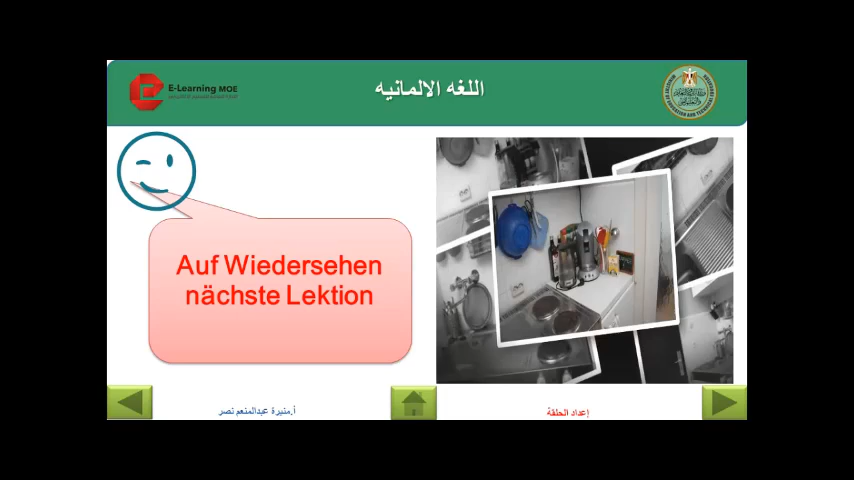 E-Learning MOE
اللغه الالمانيه
Auf Wiedersehen
nächste Lektion
أ.منيرة عبدالمنعم نصر
إعداد الحلقة